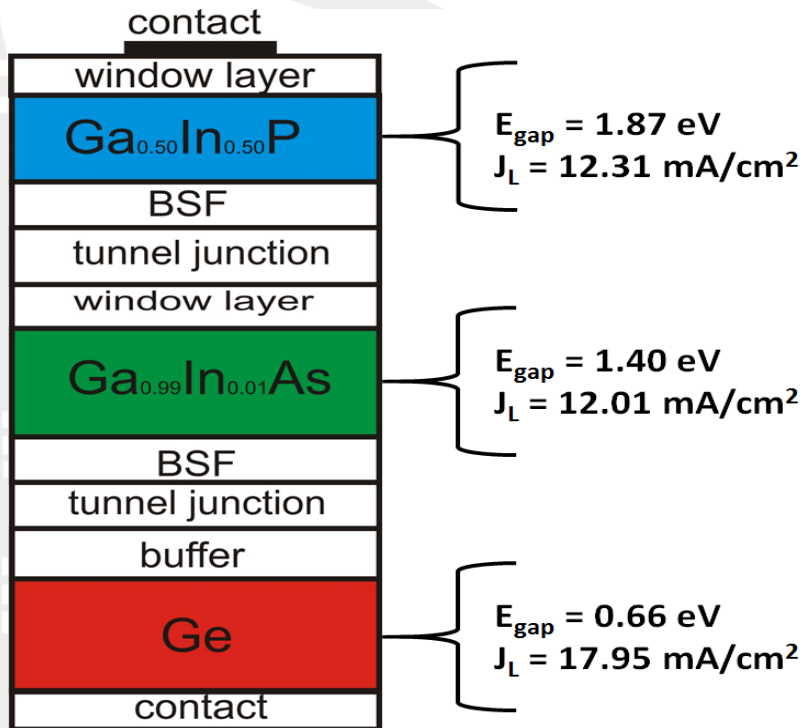 contact
window layer
Ga0.50In0.50P
Egap = 1.87 eV
JL = 12.31 mA/cm²
BSF
tunnel junction
window layer
Ga0.99In0.01As
Egap = 1.40 eV
JL = 12.01 mA/cm²
BSF
tunnel junction
buffer
Ge
Egap = 0.66 eV
JL = 17.95 mA/cm²
contact